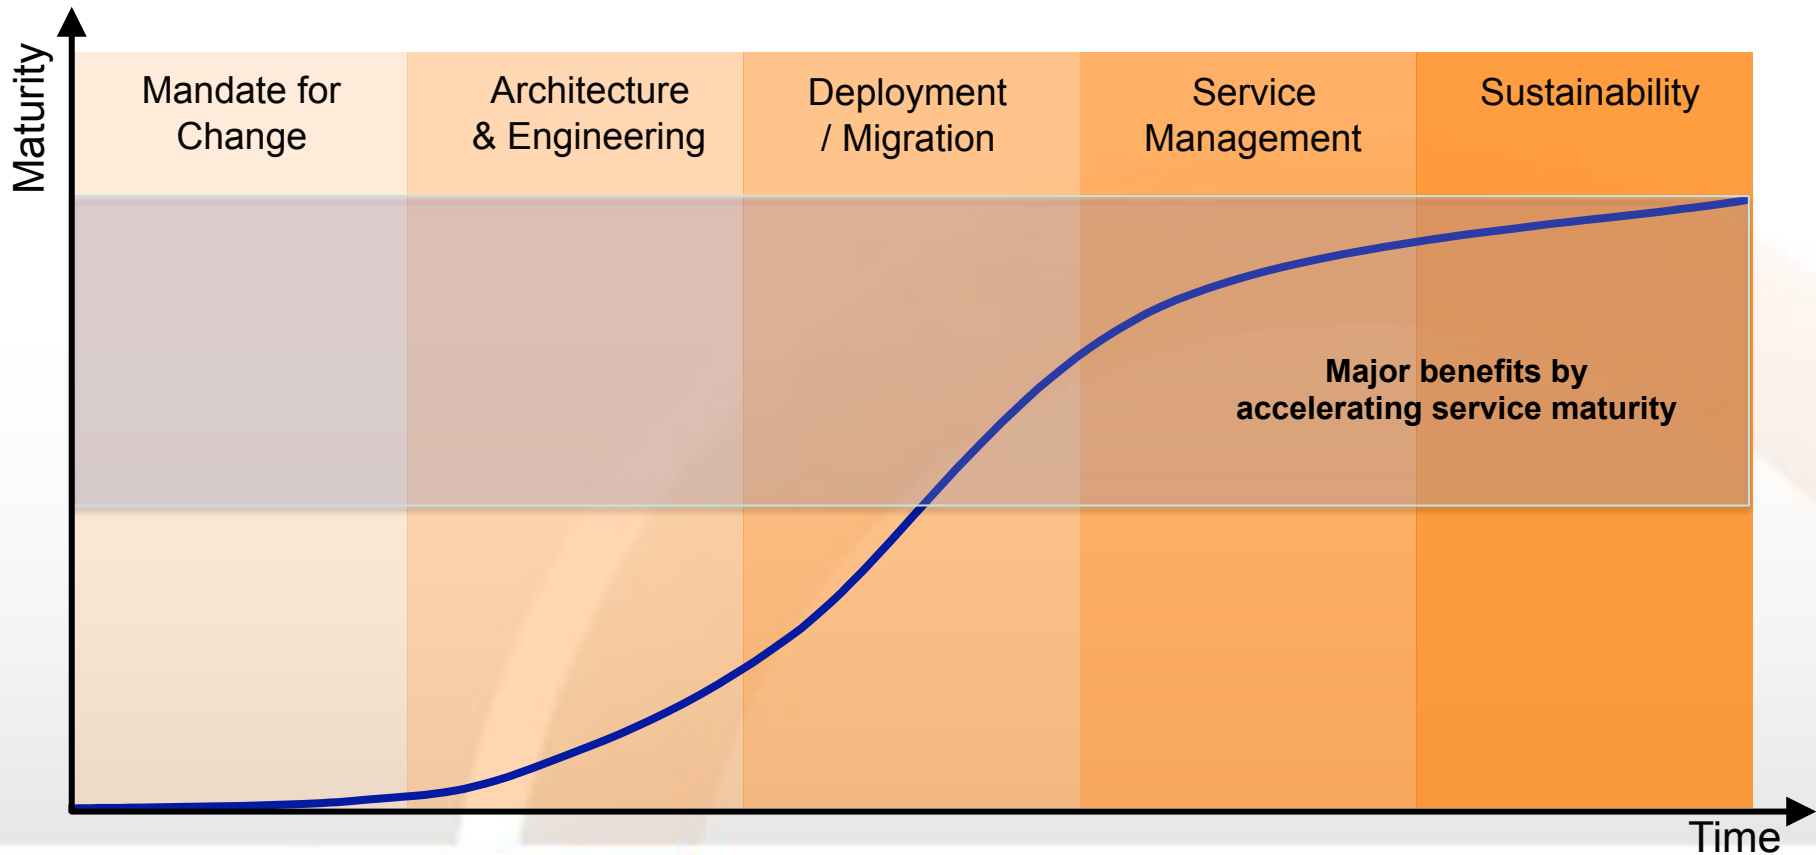 Maturity
Mandate for
Change
Architecture
& Engineering
Deployment
/ Migration
Service
Management
Sustainability
Major benefits by
accelerating service maturity
Time